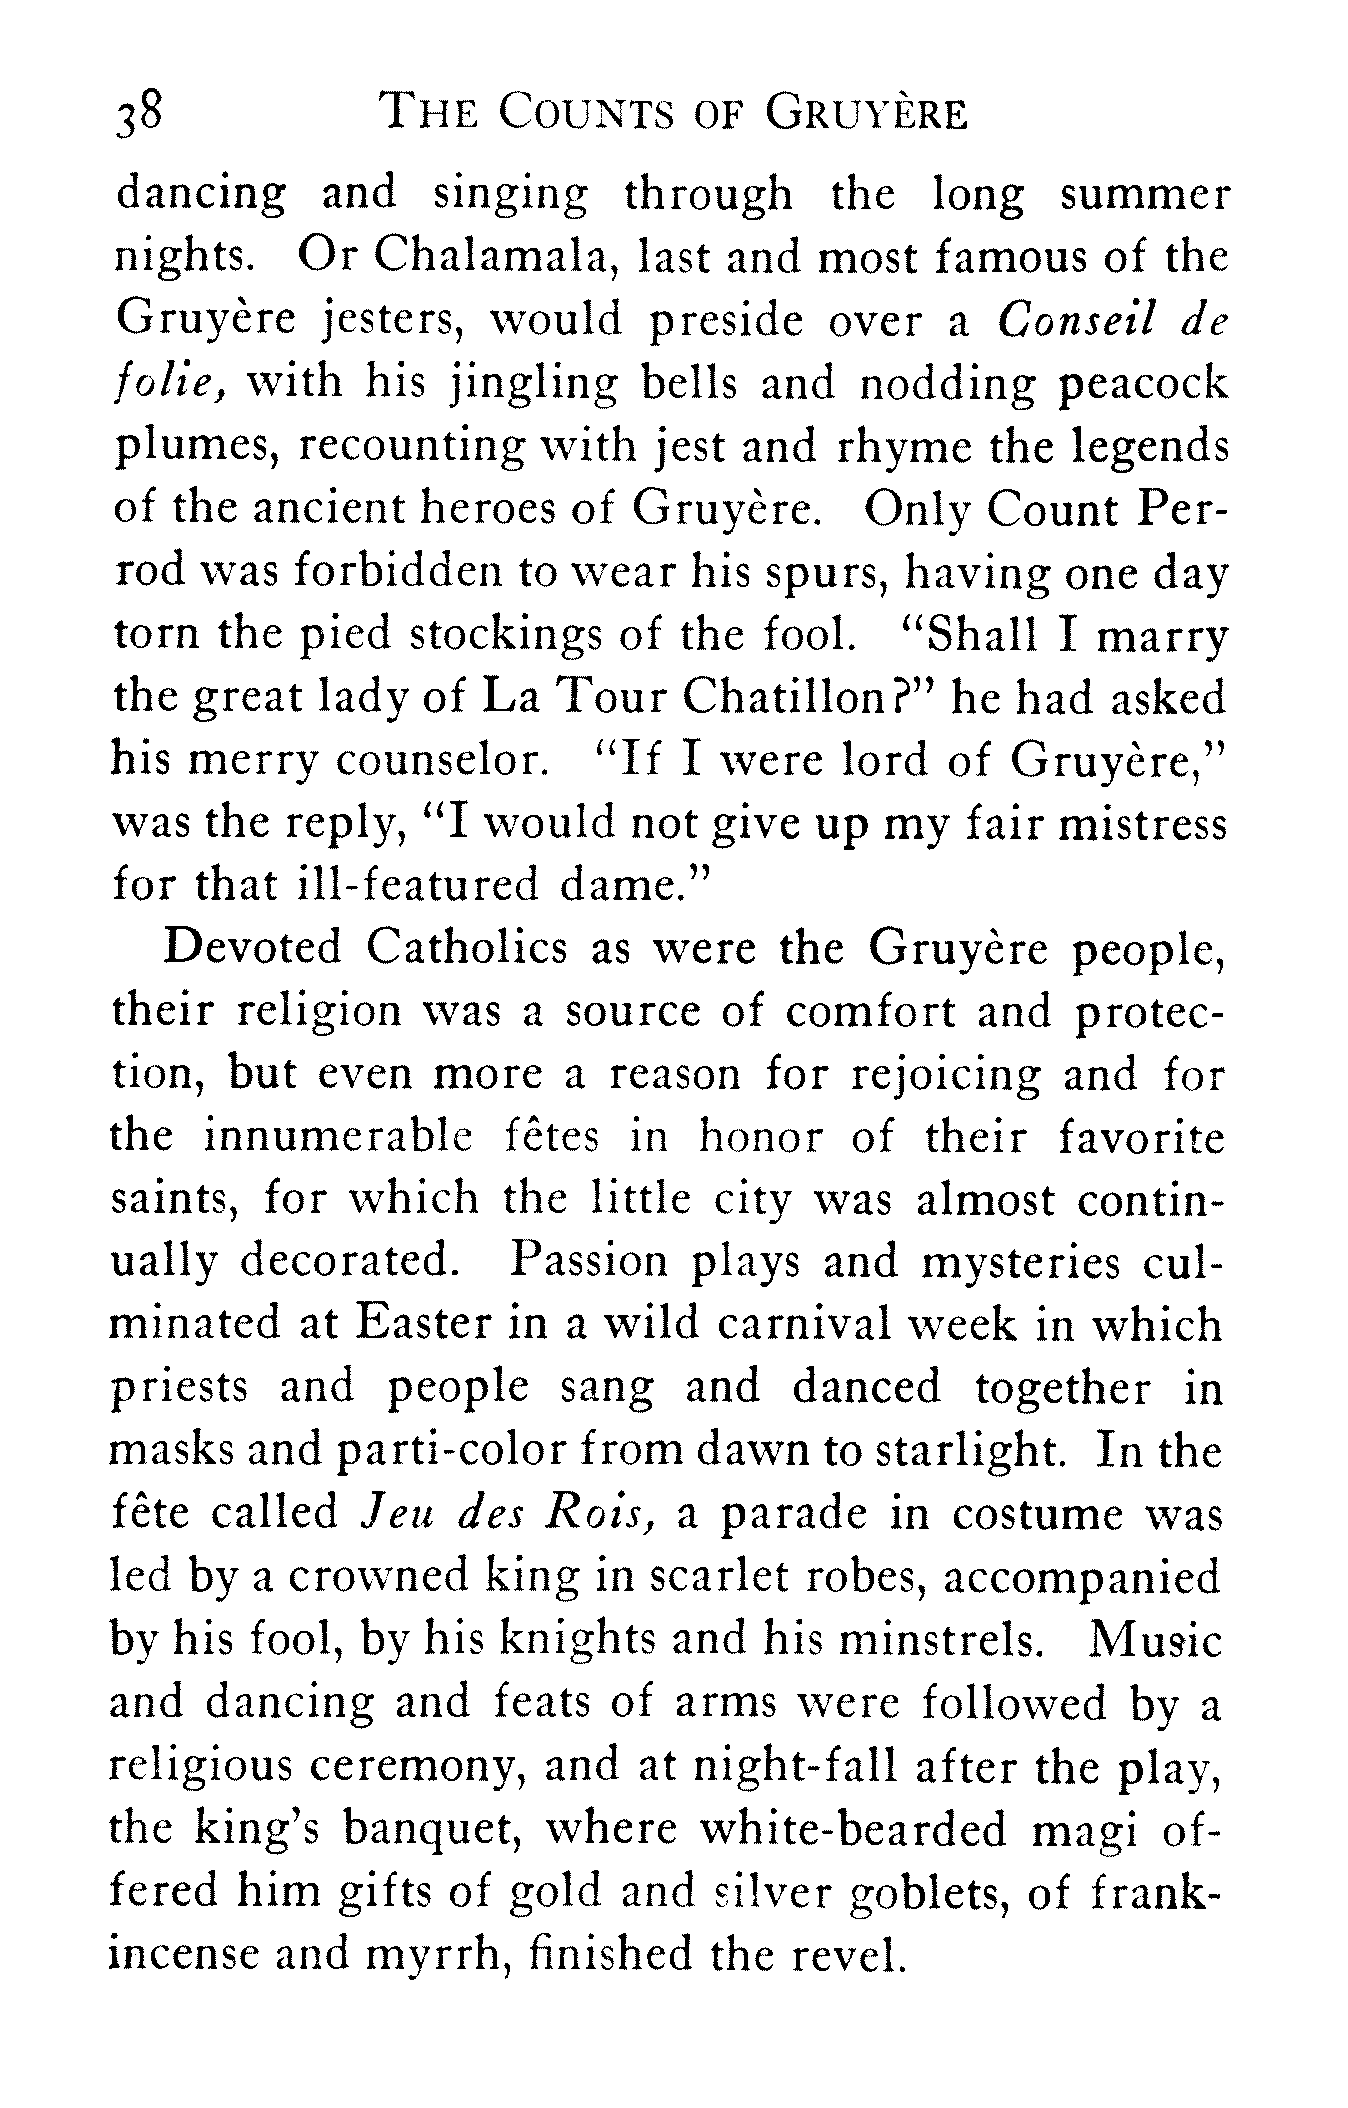 38 THE COUNTS OF GRUYÈRE
dancing and singing through the long summer
nights. Or Chalamala, last and most famous of the
Gruyère jesters, would preside over a Conseil de
folie, with his jingling bells and nodding peacock
plumes, recounting with jest and rhyme the legends
of the ancient heroes of Gruyère. Only Count Per-
rod was forbidden to wear his spurs, having one day
torn the pied stockings of the fool. “Shall I marry
the great lady of La Tour Chatillon?” he had asked
his merry counselor. “If I were lord of Gruyère,”
was the reply, “I would not give up my fair mistress
for that ill-featured dame.”
Devoted Catholics as were the Gruyère people,
their religion was a source of comfort and protec-
tion, but even more a reason for rejoicing and for
the innumerable fêtes in honor of their favorite
saints, for which the little city was almost contin-
ually decorated. Passion plays and mysteries cul-
minated at Easter in a wild carnival week in which
priests and people sang and danced together in
masks and parti-color from dawn to starlight. In the
fête called Jeu des Rois, a parade in costume was
led by a crowned king in scarlet robes, accompanied
by his fool, by his knights and his minstrels. Music
and dancing and feats of arms were followed by a
religious ceremony, and at night-fall after the play,
the king’s banquet, where white-bearded magi of-
fered him gifts of gold and silver goblets, of frank-
incense and myrrh, finished the revel.